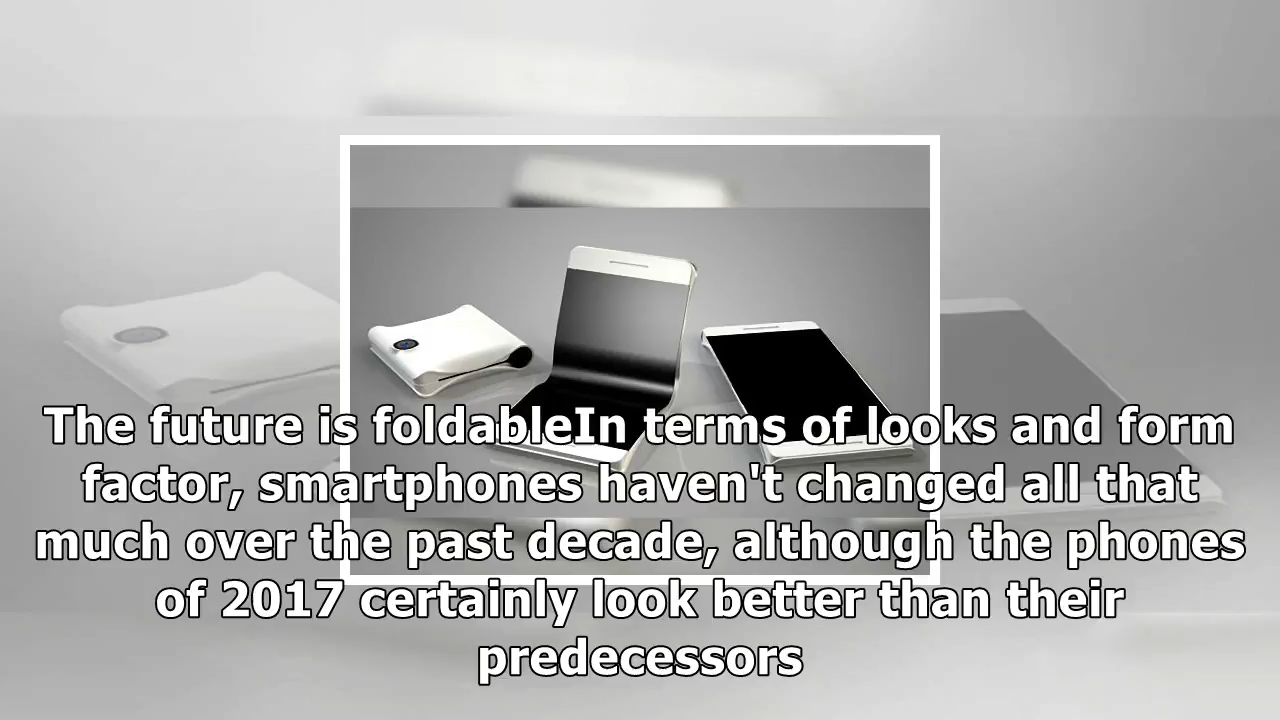 The future is foldableIn terms of looks and form
factor, smartphones haven't changed all that
much over the past decade, although the phones
of 2017 certainly look better than their
predecessors